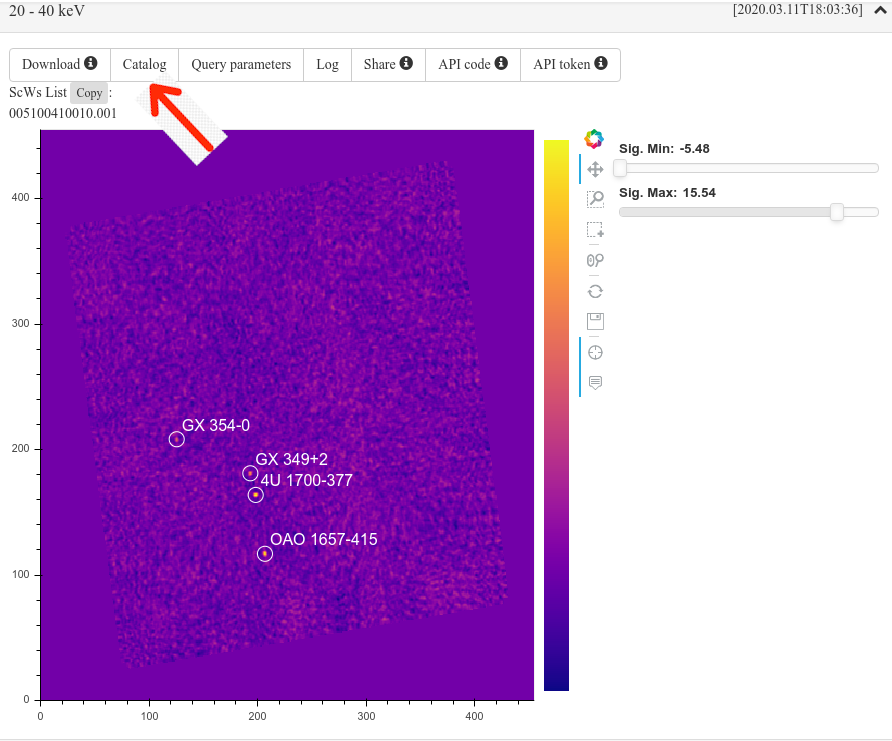 20 - 40 keV
[2020.03.11T18:03:36]
Download Catalog Query parameters Log Share API code API token
ScWs List Copy :
005100410010.001
Sig. Min: -5.48
Sig. Max: 15.54
400
300
200
100
0
GX 354-0
GX 349+2
4U 1700-377
OAO 1657-415
0 100 200 300 400